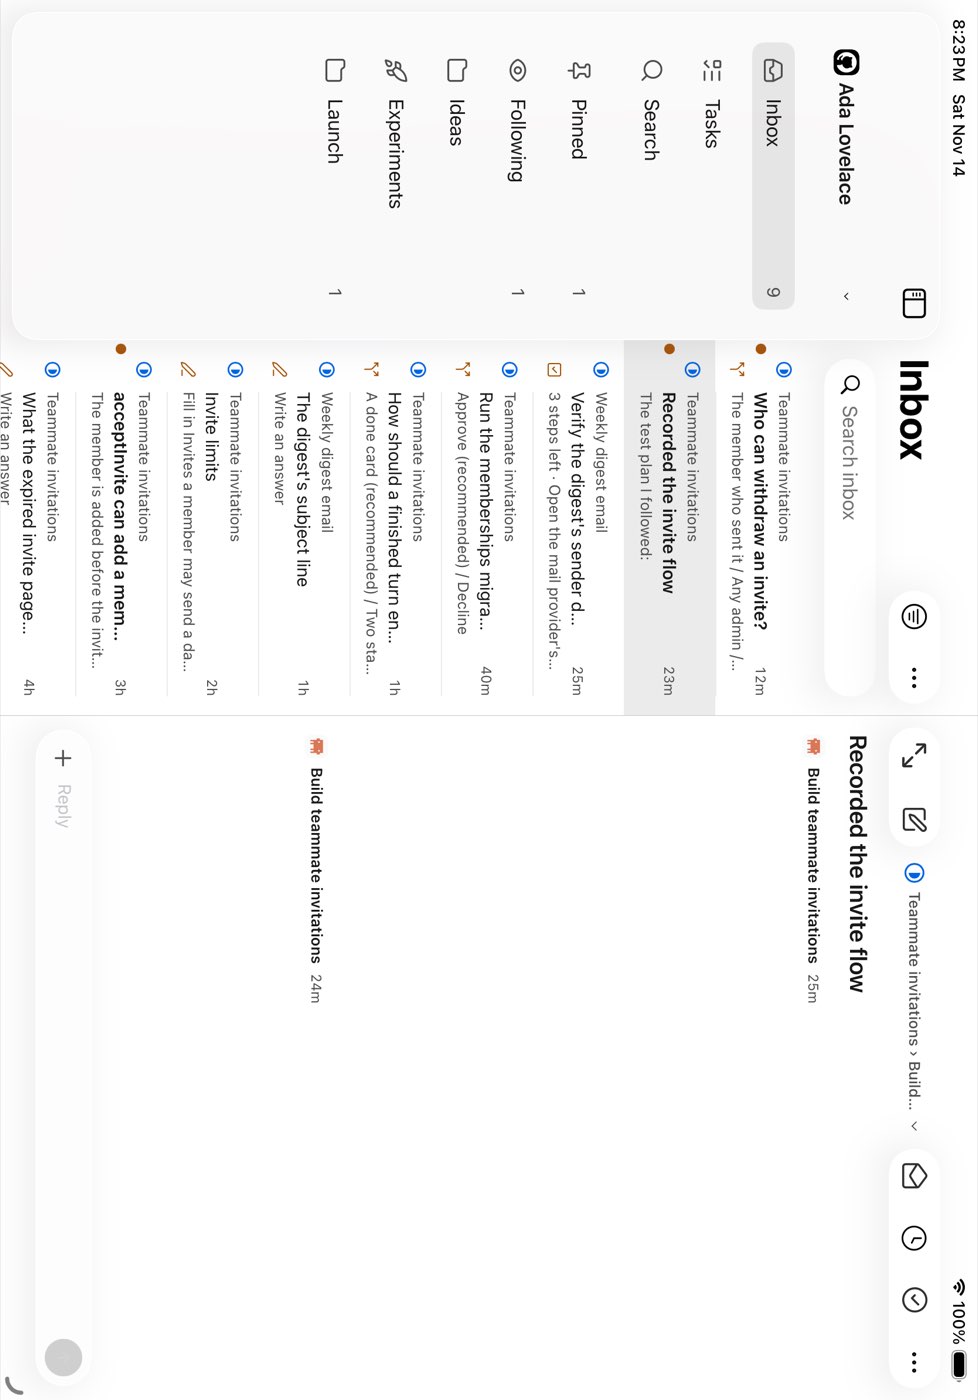 8:23 PM Sat Nov 14
100%
Ada Lovelace
Inbox 9
Tasks
Search
Pinned 1
Following 1
Ideas
Experiments
Launch 1
Inbox
Search inbox
Teammate invitations
Who can withdraw an invite? 12m
The member who sent it / Any admin /...
Teammate invitations
Recorded the invite flow 23m
The test plan I followed:
Weekly digest email
Verify the digest's sender d... 25m
3 steps left · Open the mail provider's...
Teammate invitations
Run the memberships migra... 40m
Approve (recommended) / Decline
Teammate invitations
How should a finished turn en... 1h
A done card (recommended) / Two sta...
Weekly digest email
The digest's subject line 1h
Write an answer
Teammate invitations
Invite limits 2h
Fill in Invites a member may send a da...
Teammate invitations
acceptInvite can add a mem... 3h
The member is added before the invit...
Teammate invitations
What the expired invite page... 4h
Write an answer
Teammate invitations › Build...
Recorded the invite flow
Build teammate invitations 25m
Build teammate invitations 24m
Reply